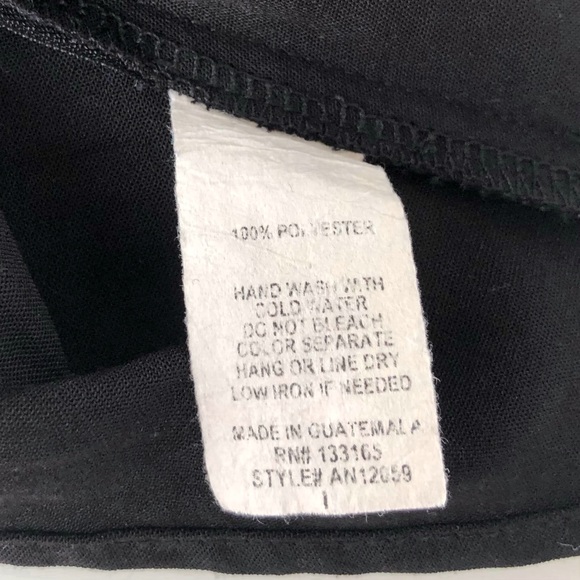 100% POLYESTER
HAND WASH WITH
COLD WATER
DO NOT BLEACH
COLOR SEPARATE
HANG OR LINE DRY
LOW IRON IF NEEDED
MADE IN GUATEMALA
RN# 133165
STYLE# AN12659